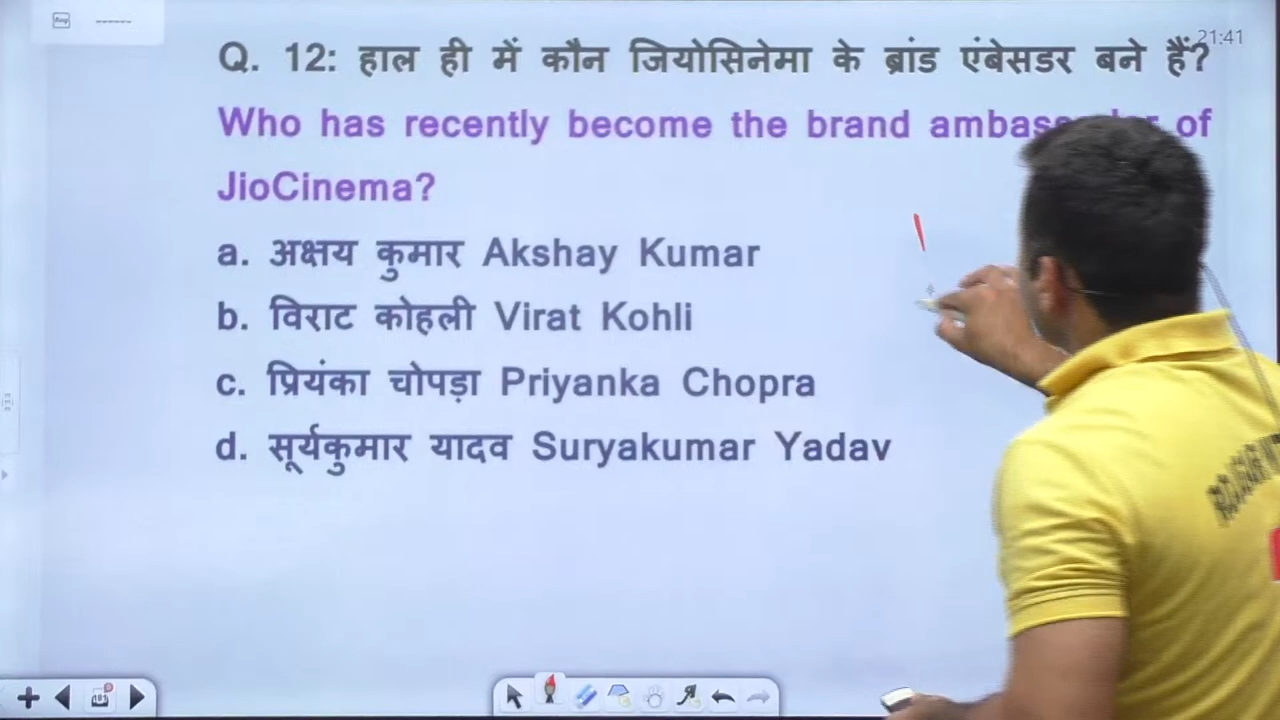 21:41
Q. 12: हाल ही में कौन जियोसिनेमा के ब्रांड एंबेसडर बने हैं?
Who has recently become the brand of
JioCinema?
a. अक्षय कुमार Akshay Kumar
b. विराट कोहली Virat Kohli
c. प्रियंका चोपड़ा Priyanka Chopra
d. सूर्यकुमार यादव Suryakumar Yadav